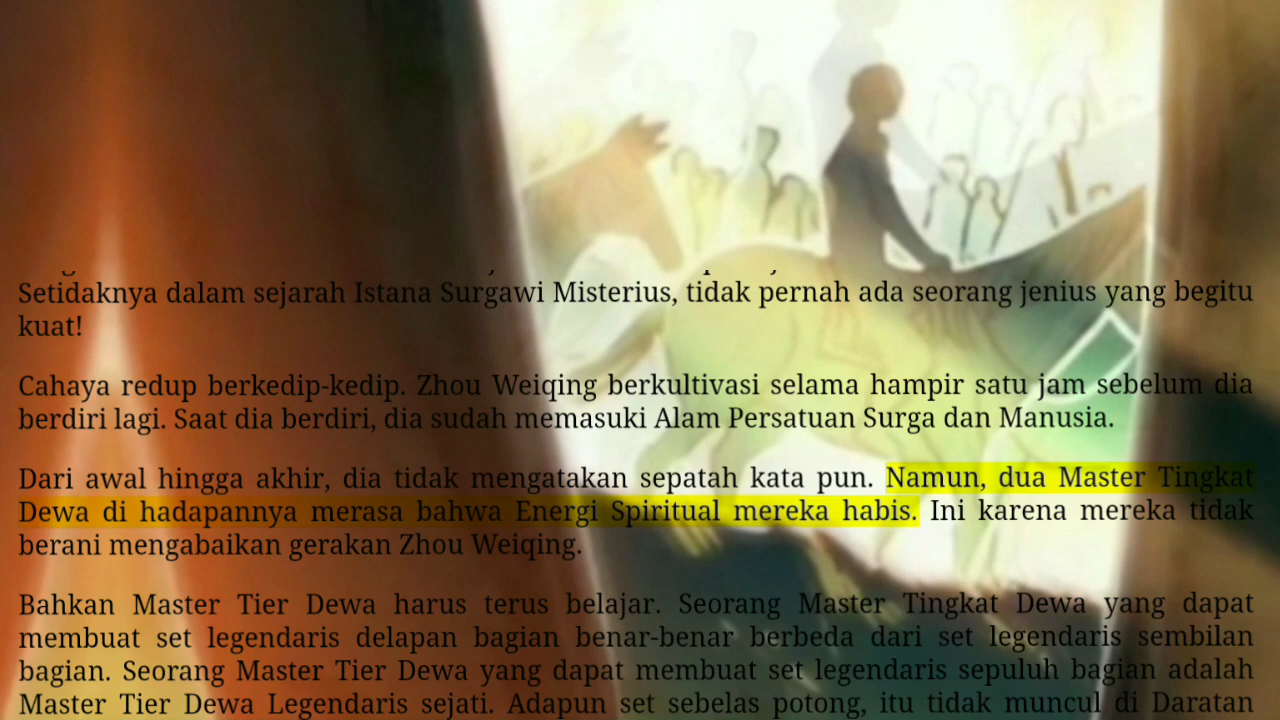 Setidaknya dalam sejarah Istana Surgawi Misterius, tidak pernah ada seorang jenius yang begitu
kuat!
Cahaya redup berkedip-kedip. Zhou Weiqing berkultivasi selama hampir satu jam sebelum dia
berdiri lagi. Saat dia berdiri, dia sudah memasuki Alam Persatuan Surga dan Manusia.
Dari awal hingga akhir, dia tidak mengatakan sepatah kata pun. Namun, dua Master Tingkat
Dewa di hadapannya merasa bahwa Energi Spiritual mereka habis. Ini karena mereka tidak
berani mengabaikan gerakan Zhou Weiqing.
Bahkan Master Tier Dewa harus terus belajar. Seorang Master Tingkat Dewa yang dapat
membuat set legendaris delapan bagian benar-benar berbeda dari set legendaris sembilan
bagian. Seorang Master Tier Dewa yang dapat membuat set legendaris sepuluh bagian adalah
Master Tier Dewa Legendaris sejati. Adapun set sebelas potong, itu tidak muncul di Daratan